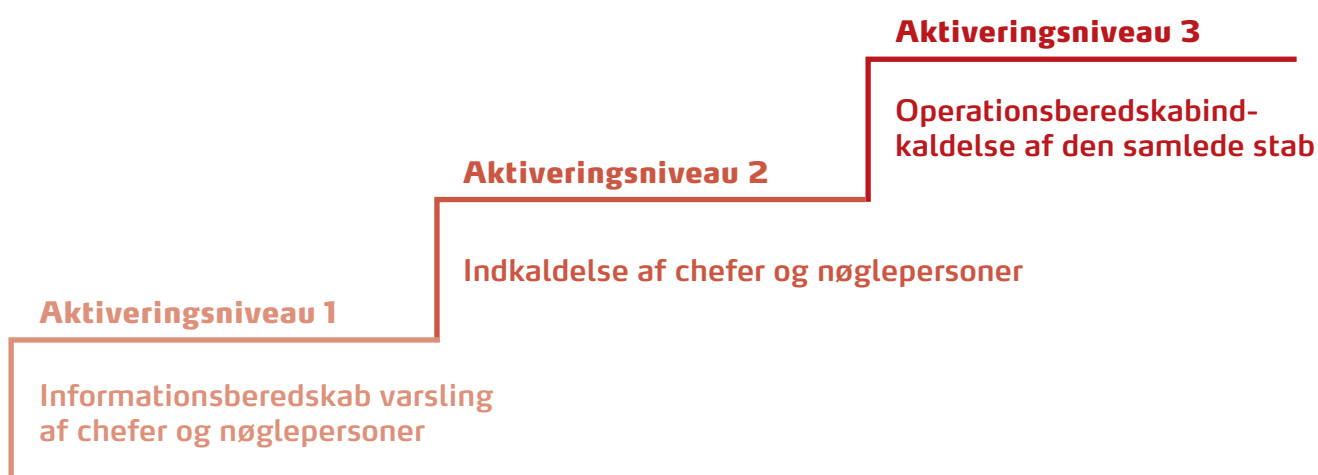 Aktiveringsniveau 3
Operationsberedskabind-
kaldelse af den samlede stab
Aktiveringsniveau 2
Indkaldelse af chefer og nøglepersoner
Aktiveringsniveau 1
Informationsberedskab varsling
af chefer og nøglepersoner